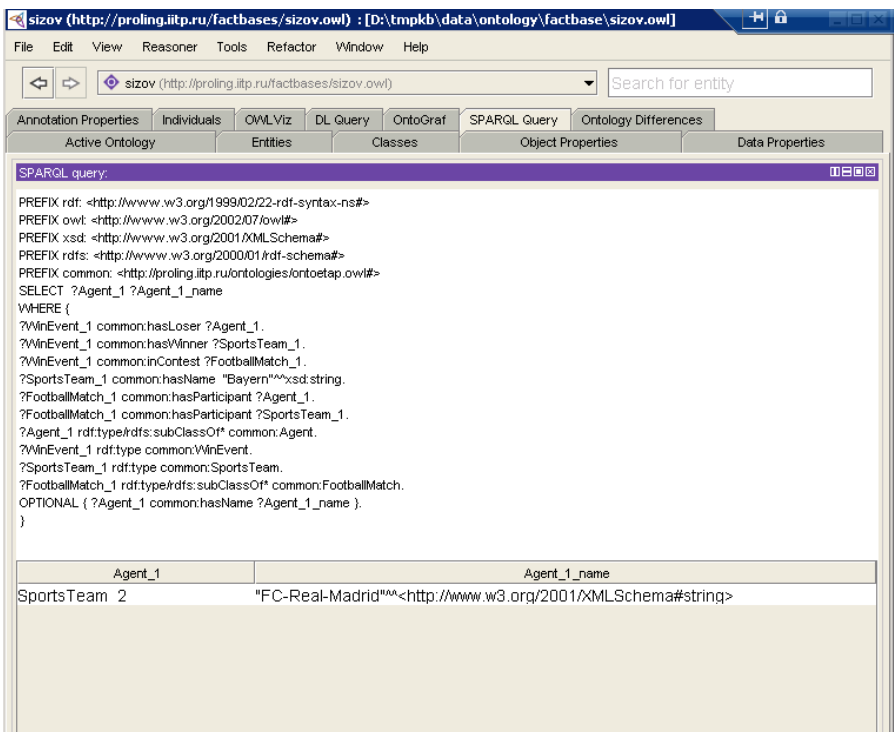 sizov (http://proling.iitp.ru/factbases/sizov.owl) : [D:\tmpkb\data\ontology\factbase\sizov.owl]
File Edit View Reasoner Tools Refactor Window Help
sizov (http://proling.iitp.ru/factbases/sizov.owl) Search for entity
Annotation Properties Individuals OWLViz DL Query OntoGraf SPARQL Query Ontology Differences
Active Ontology Entities Classes Object Properties Data Properties
SPARQL query:
PREFIX rdf: <http://www.w3.org/1999/02/22-rdf-syntax-ns#>
PREFIX owl: <http://www.w3.org/2002/07/owl#>
PREFIX xsd: <http://www.w3.org/2001/XMLSchema#>
PREFIX rdfs: <http://www.w3.org/2000/01/rdf-schema#>
PREFIX common: <http://proling.iitp.ru/ontologies/ontoetap.owl#>
SELECT ?Agent_1 ?Agent_1_name
WHERE {
?WinEvent_1 common:hasLoser ?Agent_1.
?WinEvent_1 common:hasWinner ?SportsTeam_1.
?WinEvent_1 common:inContest ?FootballMatch_1.
?SportsTeam_1 common:hasName "Bayern"^^xsd:string.
?FootballMatch_1 common:hasParticipant ?Agent_1.
?FootballMatch_1 common:hasParticipant ?SportsTeam_1.
?Agent_1 rdf:type/rdfs:subClassOf* common:Agent.
?WinEvent_1 rdf:type common:WinEvent.
?SportsTeam_1 rdf:type common:SportsTeam.
?FootballMatch_1 rdf:type/rdfs:subClassOf* common:FootballMatch.
OPTIONAL { ?Agent_1 common:hasName ?Agent_1_name }.
}
Agent_1 Agent_1_name
SportsTeam 2 "FC-Real-Madrid"^^<http://www.w3.org/2001/XMLSchema#string>